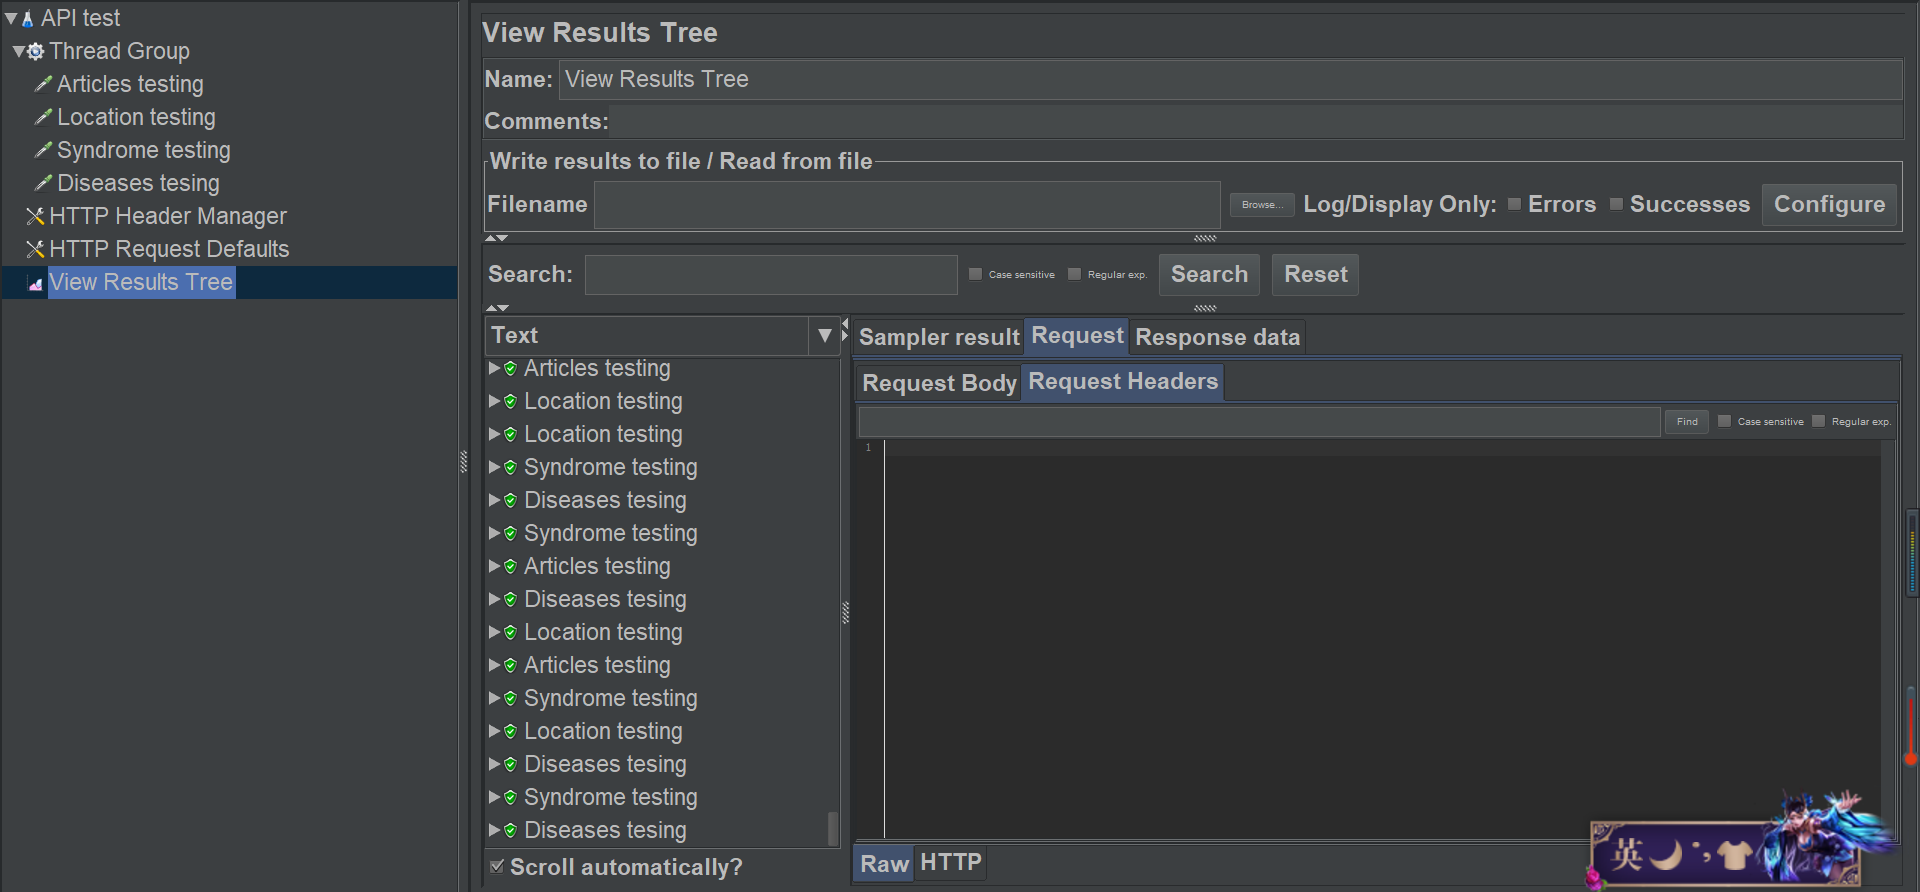 API test
Thread Group
Articles testing
Location testing
Syndrome testing
Diseases tesing
HTTP Header Manager
HTTP Request Defaults
View Results Tree
View Results Tree
Name: View Results Tree
Comments:
Write results to file / Read from file
Filename Browse... Log/Display Only: Errors Successes Configure
Search: Case sensitive Regular exp. Search Reset
Text
Articles testing
Location testing
Location testing
Syndrome testing
Diseases tesing
Syndrome testing
Articles testing
Diseases tesing
Location testing
Articles testing
Syndrome testing
Location testing
Diseases tesing
Syndrome testing
Diseases tesing
Scroll automatically?
Sampler result Request Response data
Request Body Request Headers
Find Case sensitive Regular exp.
1
Raw HTTP
英